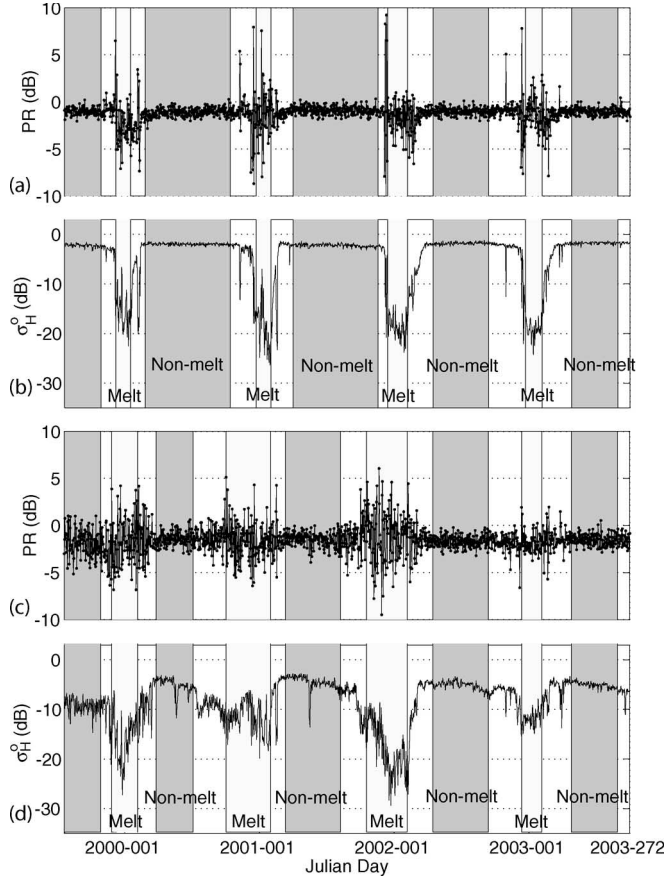 10
5
0
-5
-10
PR (dB)
(a)
0
-10
-20
-30
σ°H (dB)
(b)
Non-melt Non-melt Non-melt Non-melt
Melt Melt Melt Melt
10
5
0
-5
-10
PR (dB)
(c)
0
-10
-20
-30
σ°H (dB)
(d)
Non-melt Non-melt Non-melt Non-melt
Melt Melt Melt Melt
2000-001 2001-001 2002-001 2003-001 2003-272
Julian Day